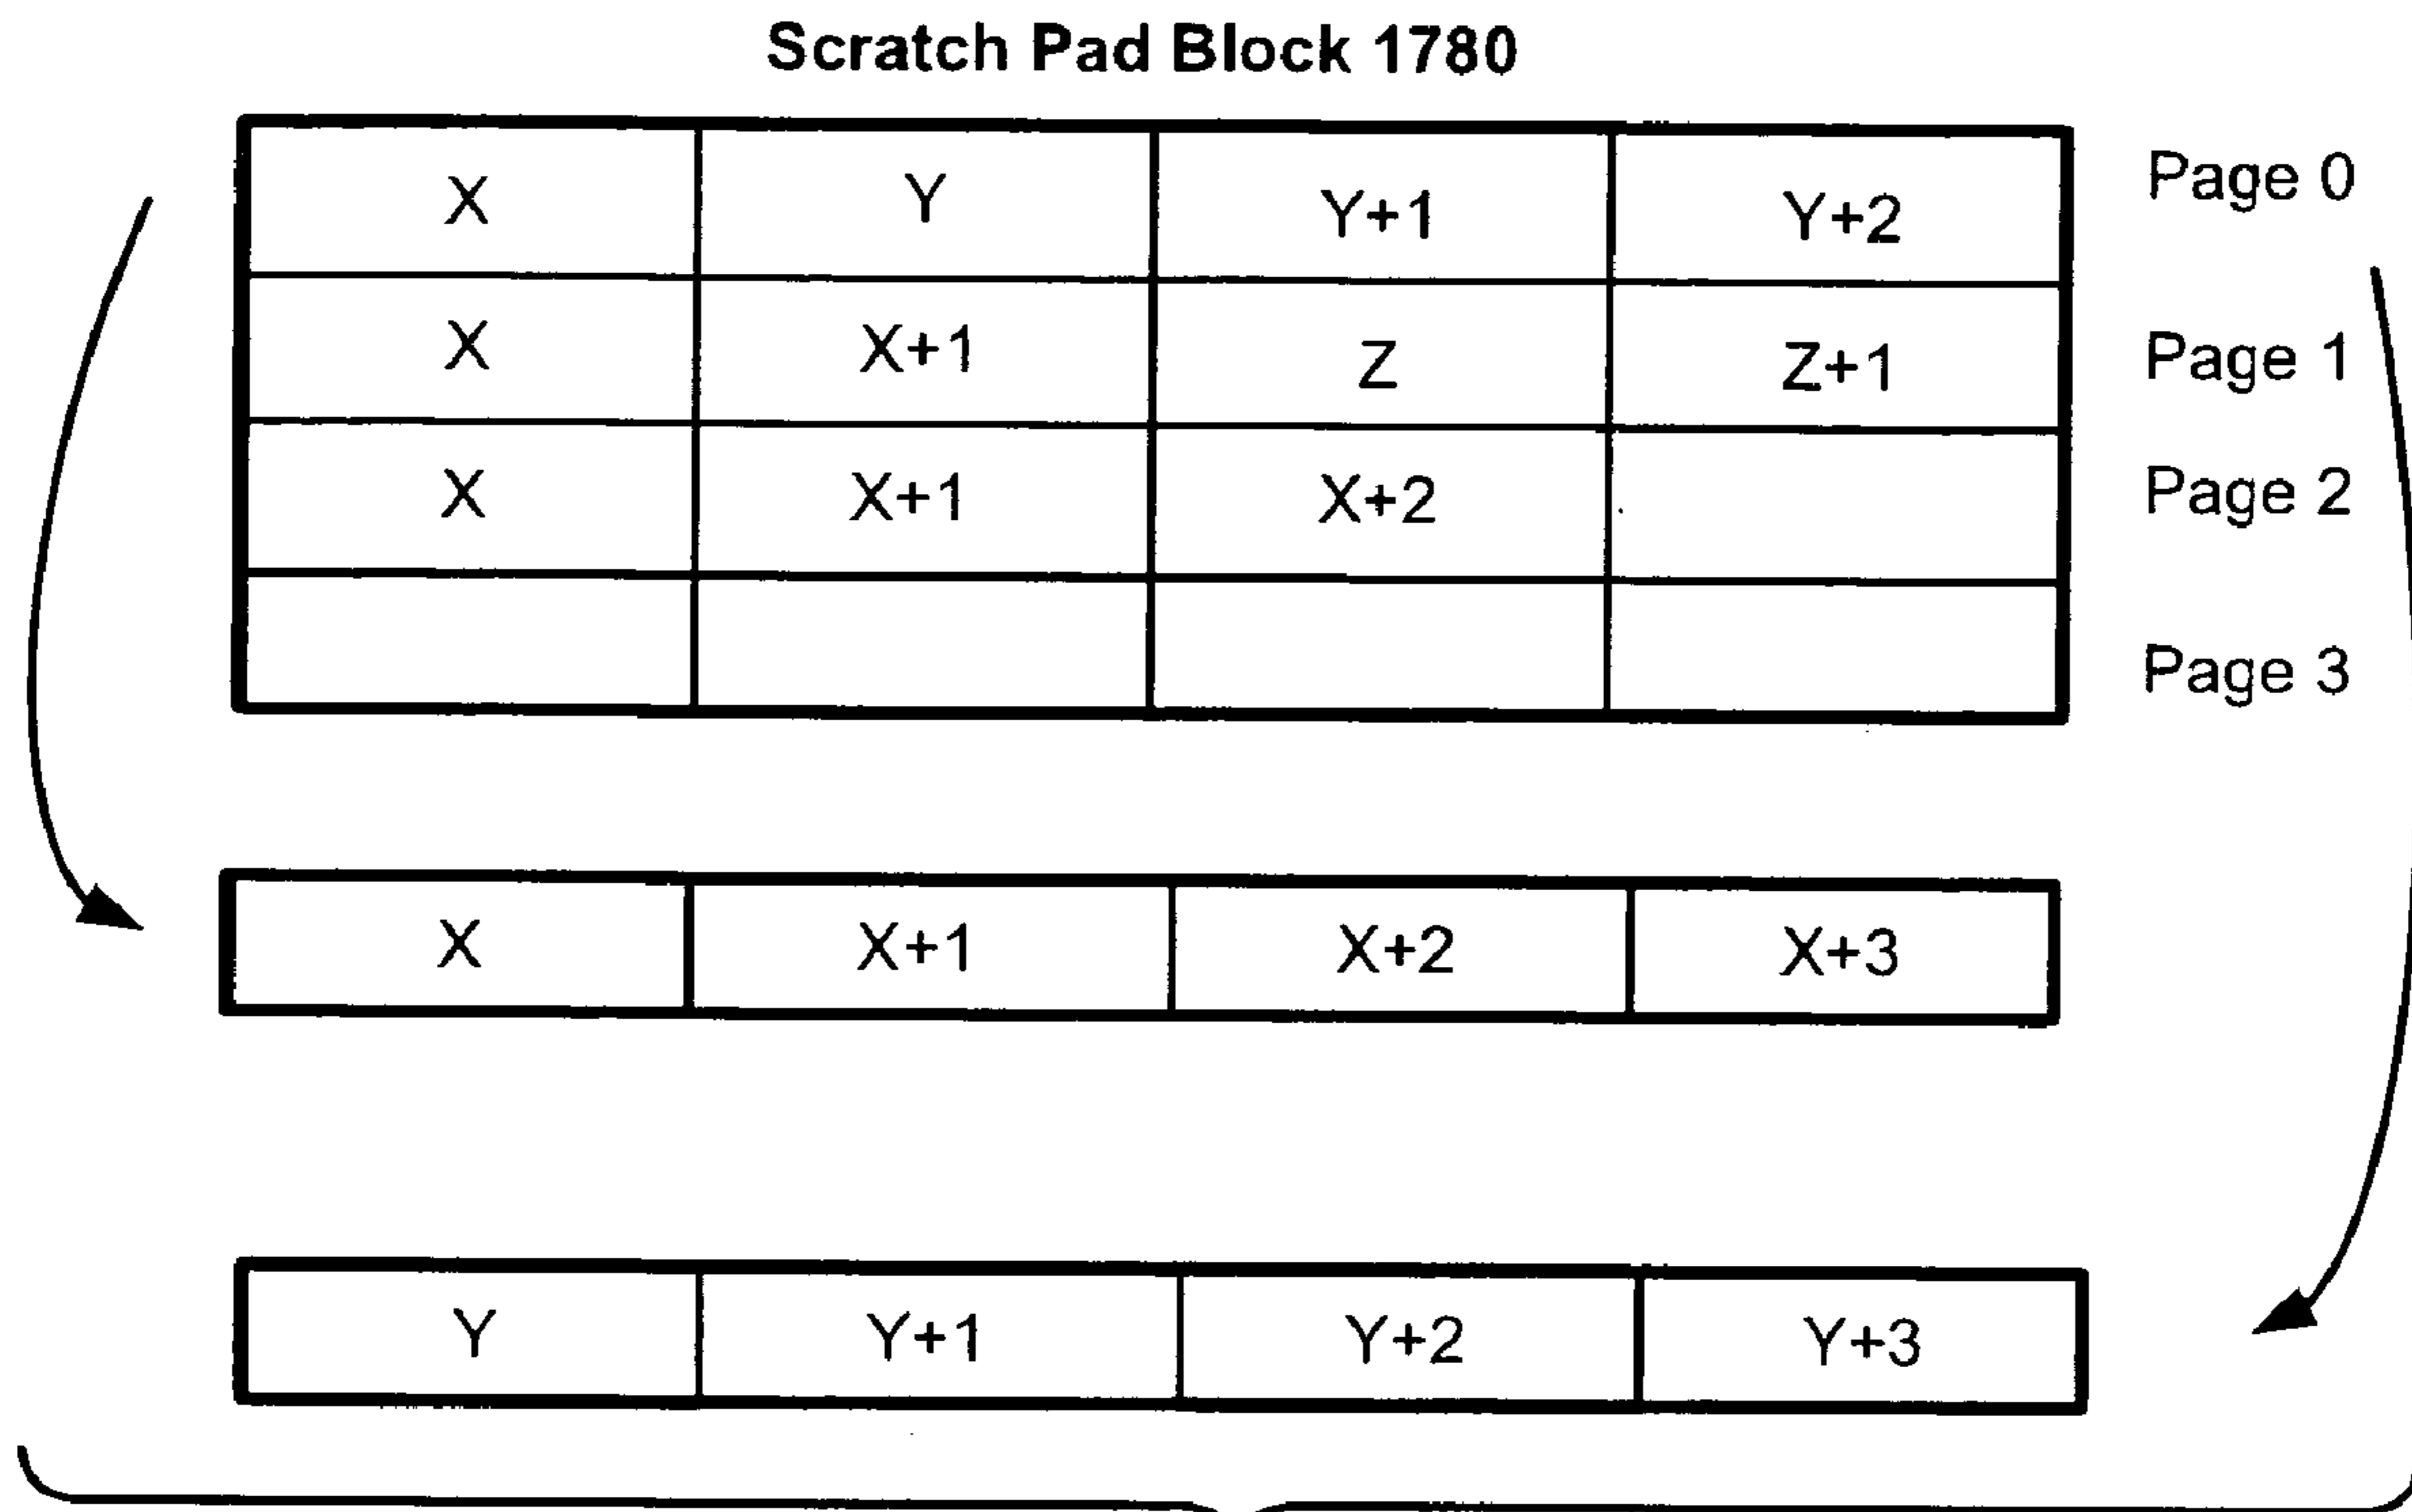 Scratch Pad Block 1780
X Y Y+1 Y+2 Page 0
X X+1 Z Z+1 Page 1
X X+1 X+2 Page 2
Page 3
X X+1 X+2 X+3
Y Y+1 Y+2 Y+3